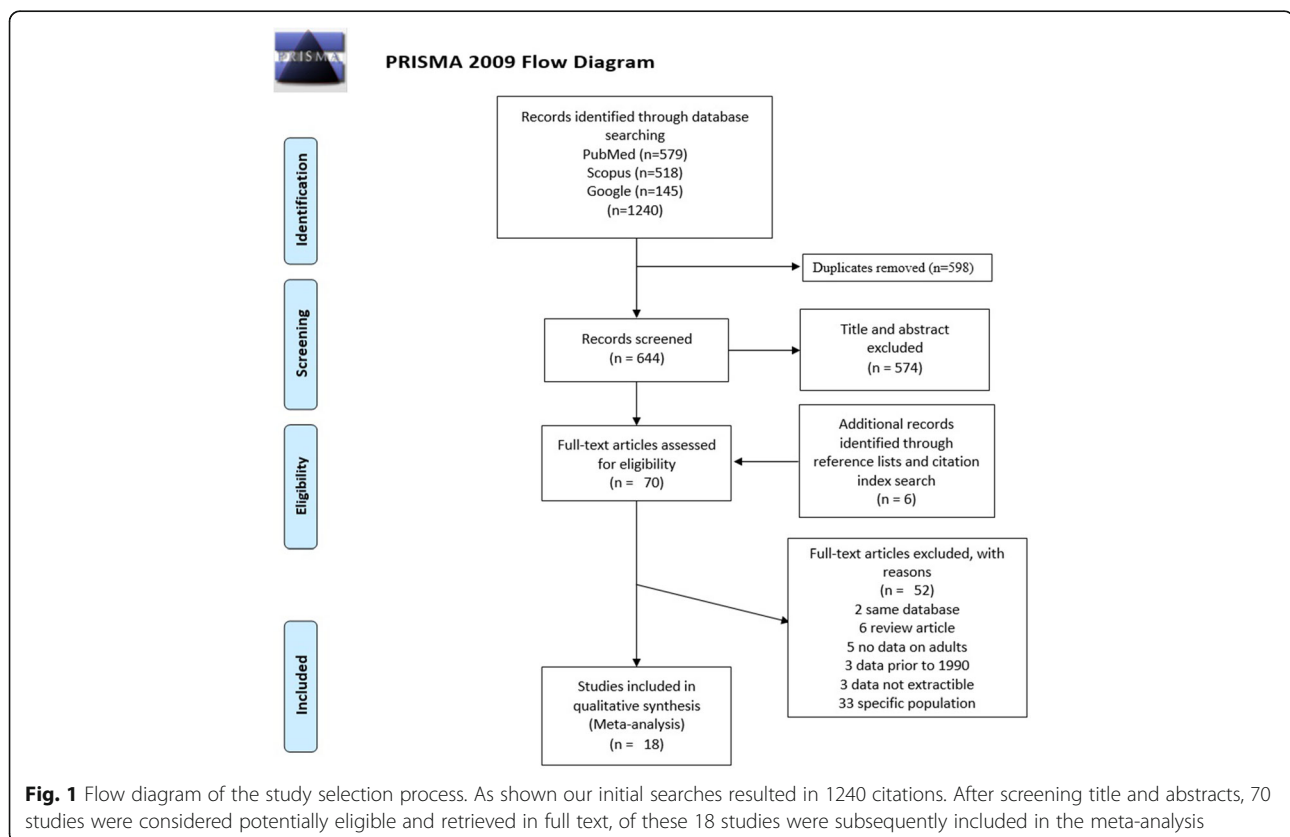 PRISMA
PRISMA 2009 Flow Diagram
Identification
Records identified through database
searching
PubMed (n=579)
Scopus (n=518)
Google (n=145)
(n=1240)
Duplicates removed (n=598)
Screening
Records screened
(n = 644)
Title and abstract
excluded
(n = 574)
Eligibility
Full-text articles assessed
for eligibility
(n = 70)
Additional records
identified through
reference lists and citation
index search
(n = 6)
Full-text articles excluded, with
reasons
(n = 52)
2 same database
6 review article
5 no data on adults
3 data prior to 1990
3 data not extractible
33 specific population
Included
Studies included in
qualitative synthesis
(Meta-analysis)
(n = 18)
Fig. 1 Flow diagram of the study selection process. As shown our initial searches resulted in 1240 citations. After screening title and abstracts, 70
studies were considered potentially eligible and retrieved in full text, of these 18 studies were subsequently included in the meta-analysis